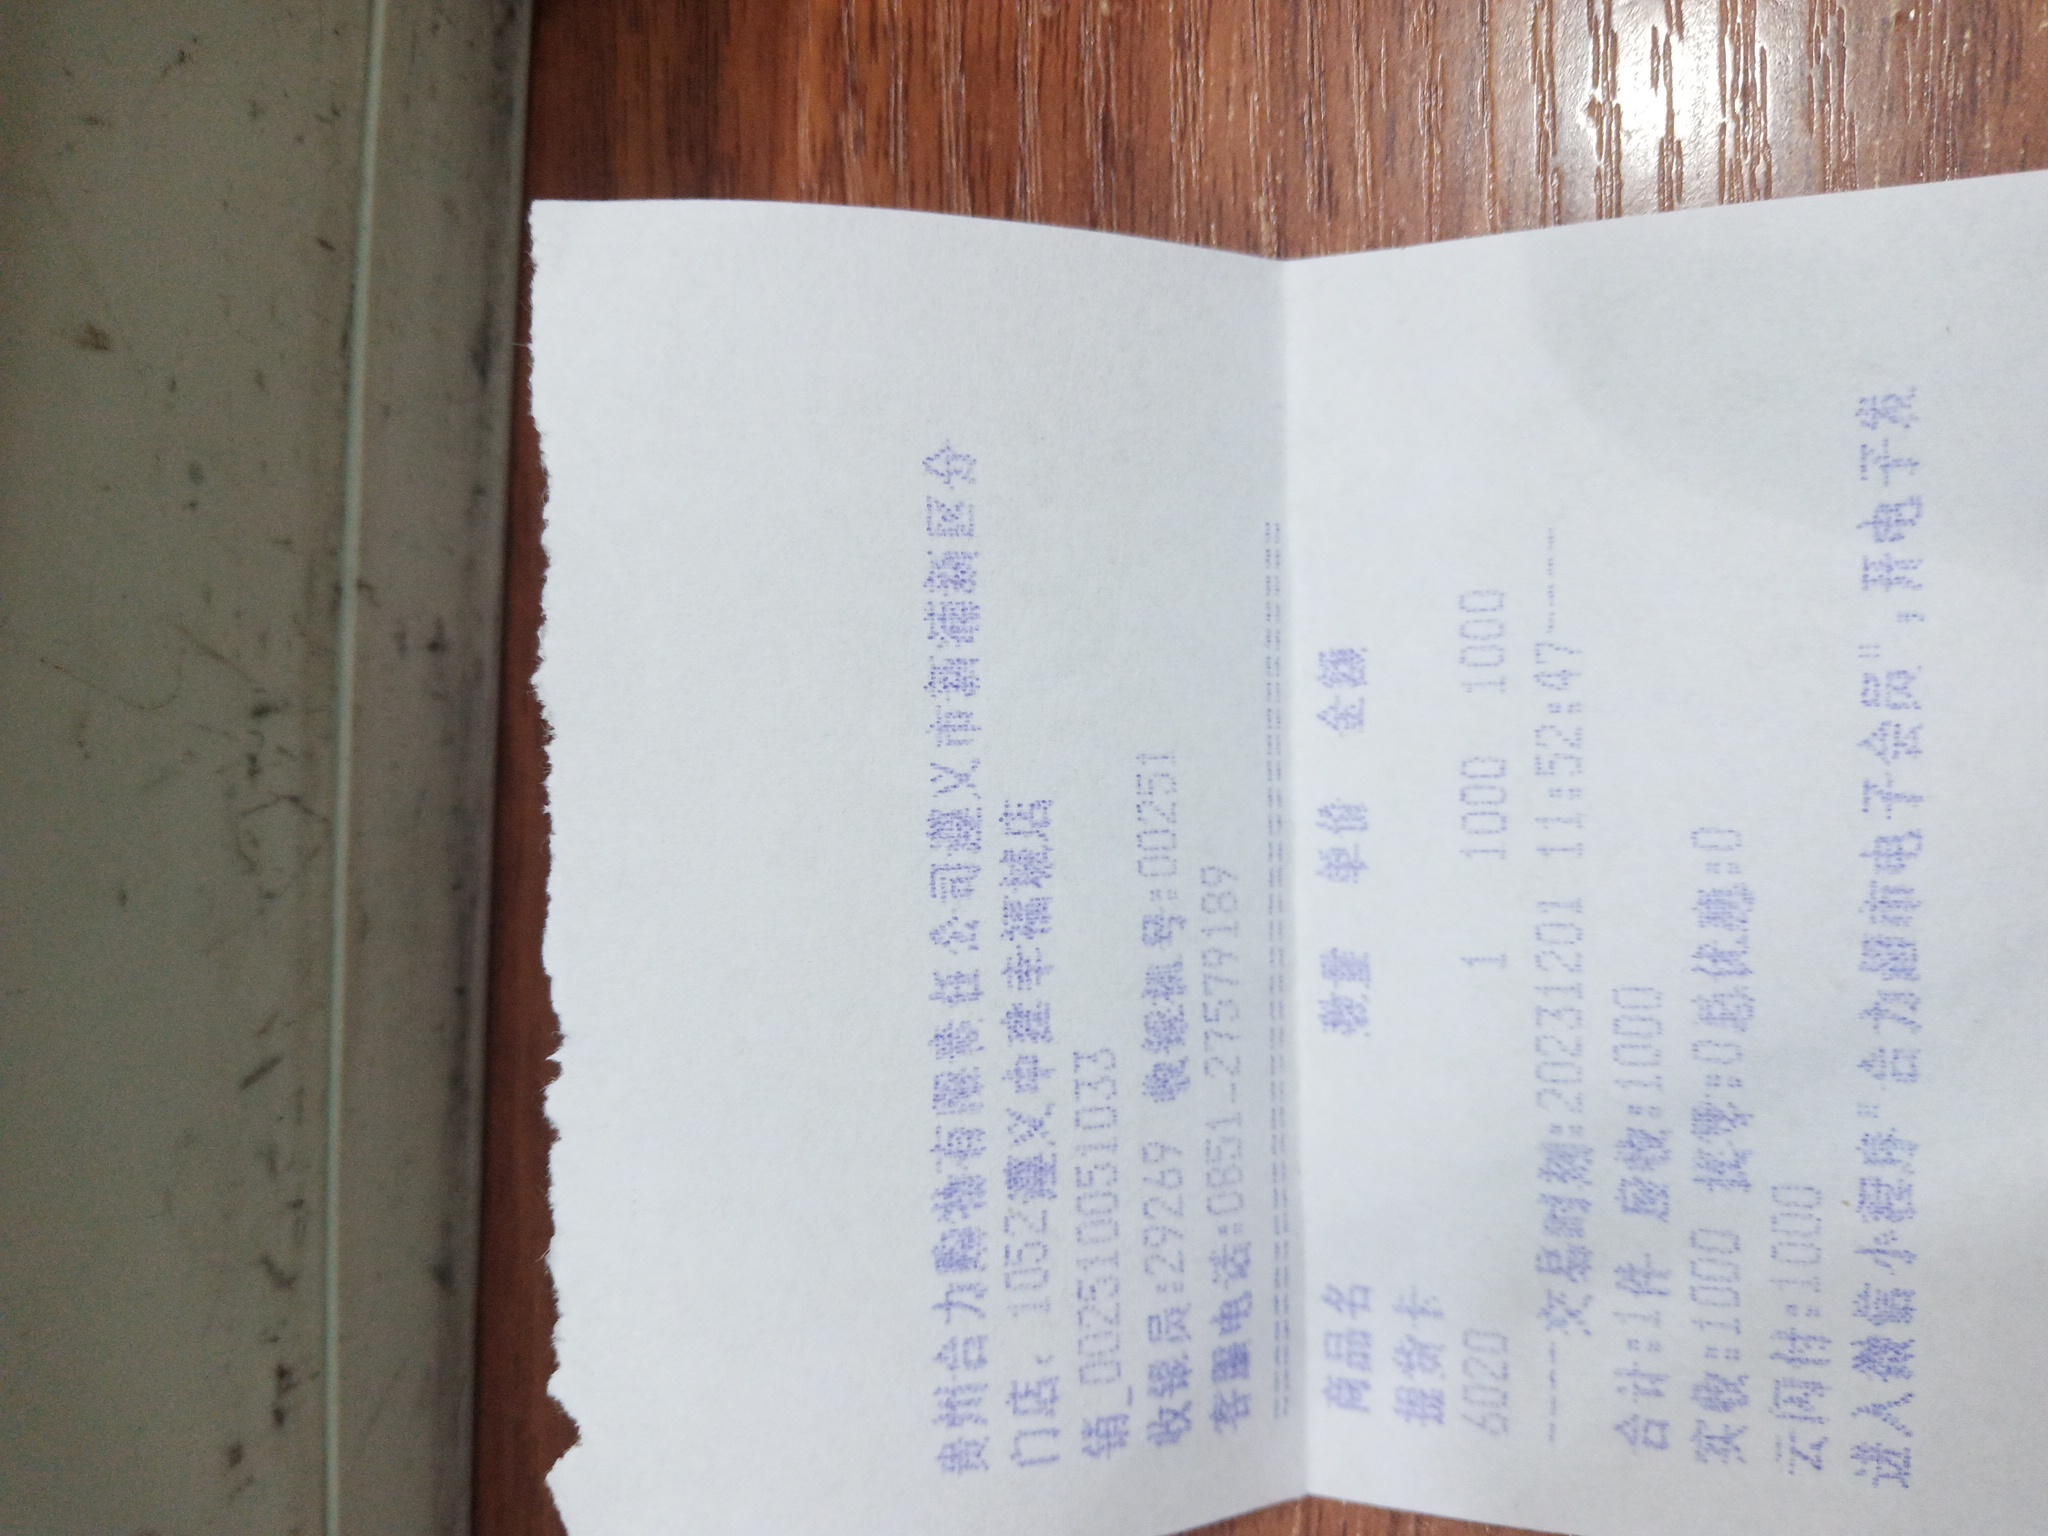 贵州合力购物有限责任公司遵义市新蒲新区分
门店: 1052遵义中建幸福城店
销_002510051033
收银员:29269 收银机号:00251
客服电话:0851-27579189
商品名 数量 单价 金额
提货卡
6020 1 1000 1000
----交易时刻:20231201 11:52:47----
合计:1件 应收:1000
实收:1000 扯零:0总优惠:0
云闪付:1000
进入微信小程序"合力超市电子会员",开电子发